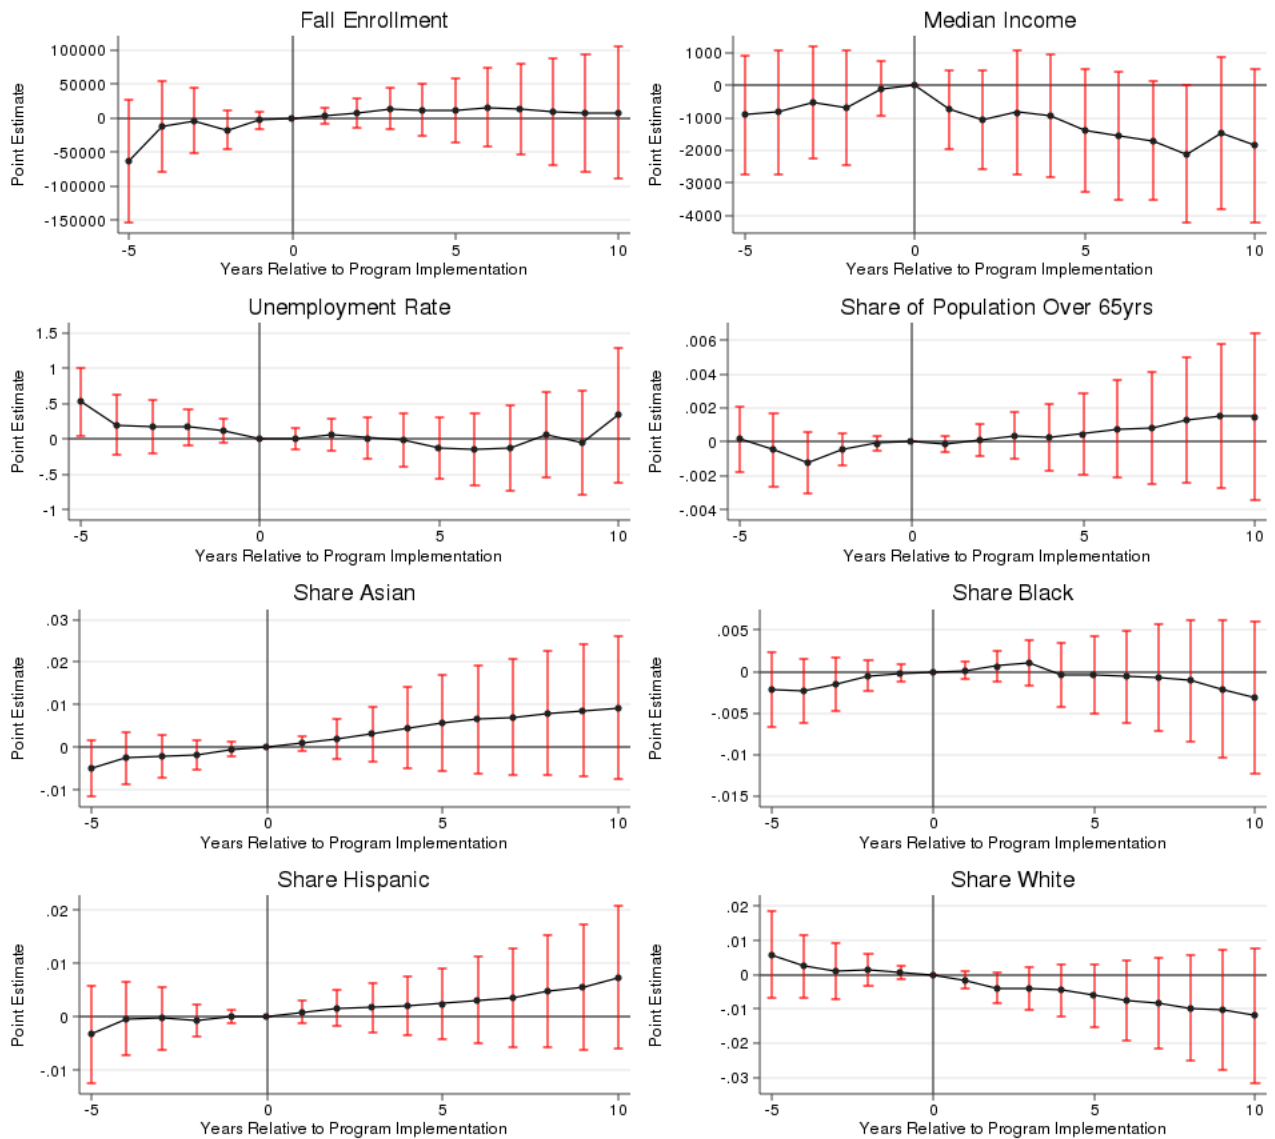 Fall Enrollment
Point Estimate
100000
50000
0
-50000
-100000
-150000
-5 0 5 10
Years Relative to Program Implementation
Median Income
Point Estimate
1000
0
-1000
-2000
-3000
-4000
-5 0 5 10
Years Relative to Program Implementation
Unemployment Rate
Point Estimate
1.5
1
.5
0
-.5
-1
-5 0 5 10
Years Relative to Program Implementation
Share of Population Over 65yrs
Point Estimate
.006
.004
.002
0
-.002
-.004
-5 0 5 10
Years Relative to Program Implementation
Share Asian
Point Estimate
.03
.02
.01
0
-.01
-5 0 5 10
Years Relative to Program Implementation
Share Black
Point Estimate
.005
0
-.005
-.01
-.015
-5 0 5 10
Years Relative to Program Implementation
Share Hispanic
Point Estimate
.02
.01
0
-.01
-5 0 5 10
Years Relative to Program Implementation
Share White
Point Estimate
.02
.01
0
-.01
-.02
-.03
-5 0 5 10
Years Relative to Program Implementation